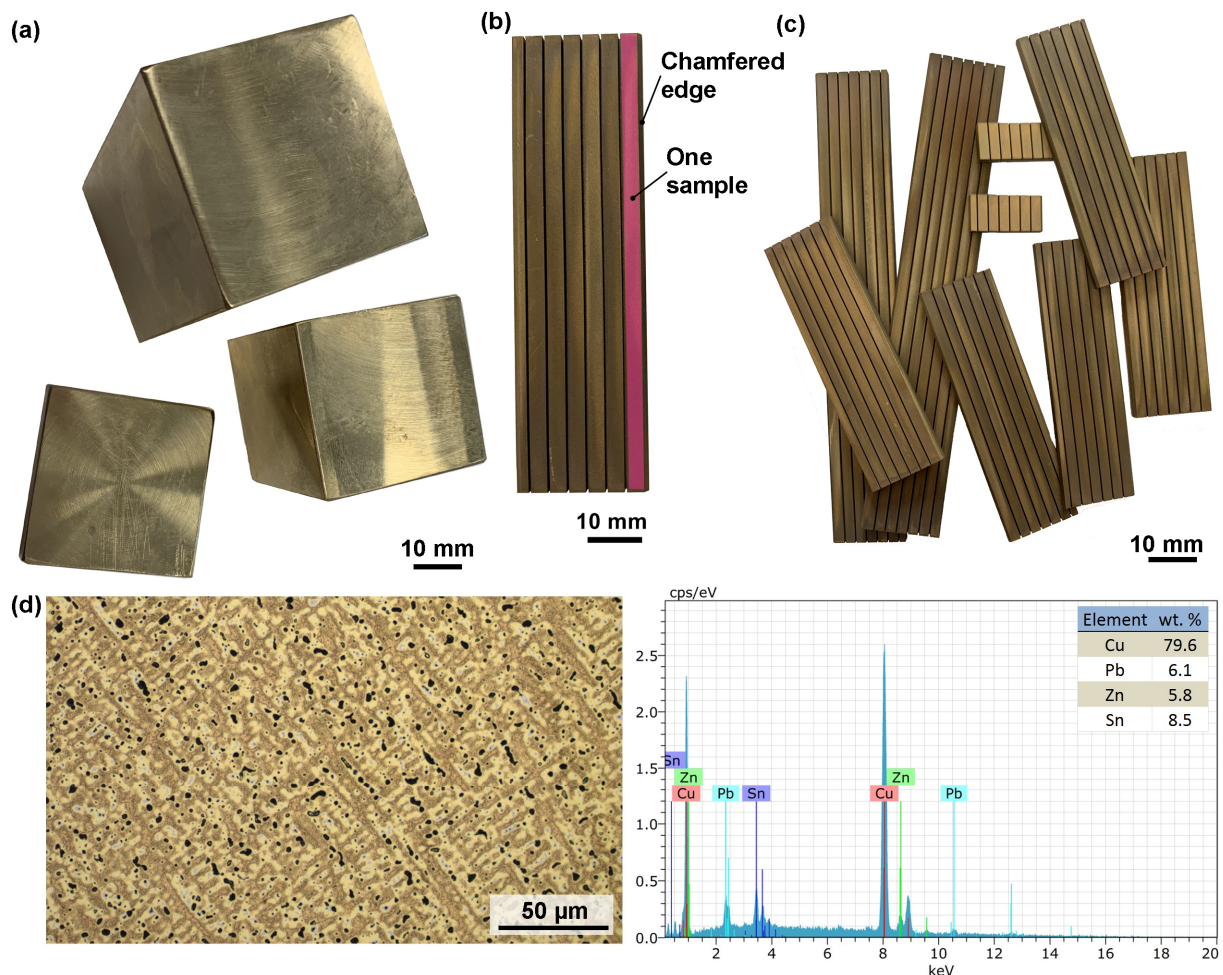 (a)
(b)
(c)
Chamfered
edge
One
sample
10 mm
10 mm
10 mm
(d)
50 µm
cps/eV
Element wt. %
Cu 79.6
Pb 6.1
Zn 5.8
Sn 8.5
2.5
2.0
1.5
1.0
0.5
0.0
Sn
Zn
Cu
Pb
Sn
Zn
Cu
Pb
2 4 6 8 10 12 14 16 18 20
keV